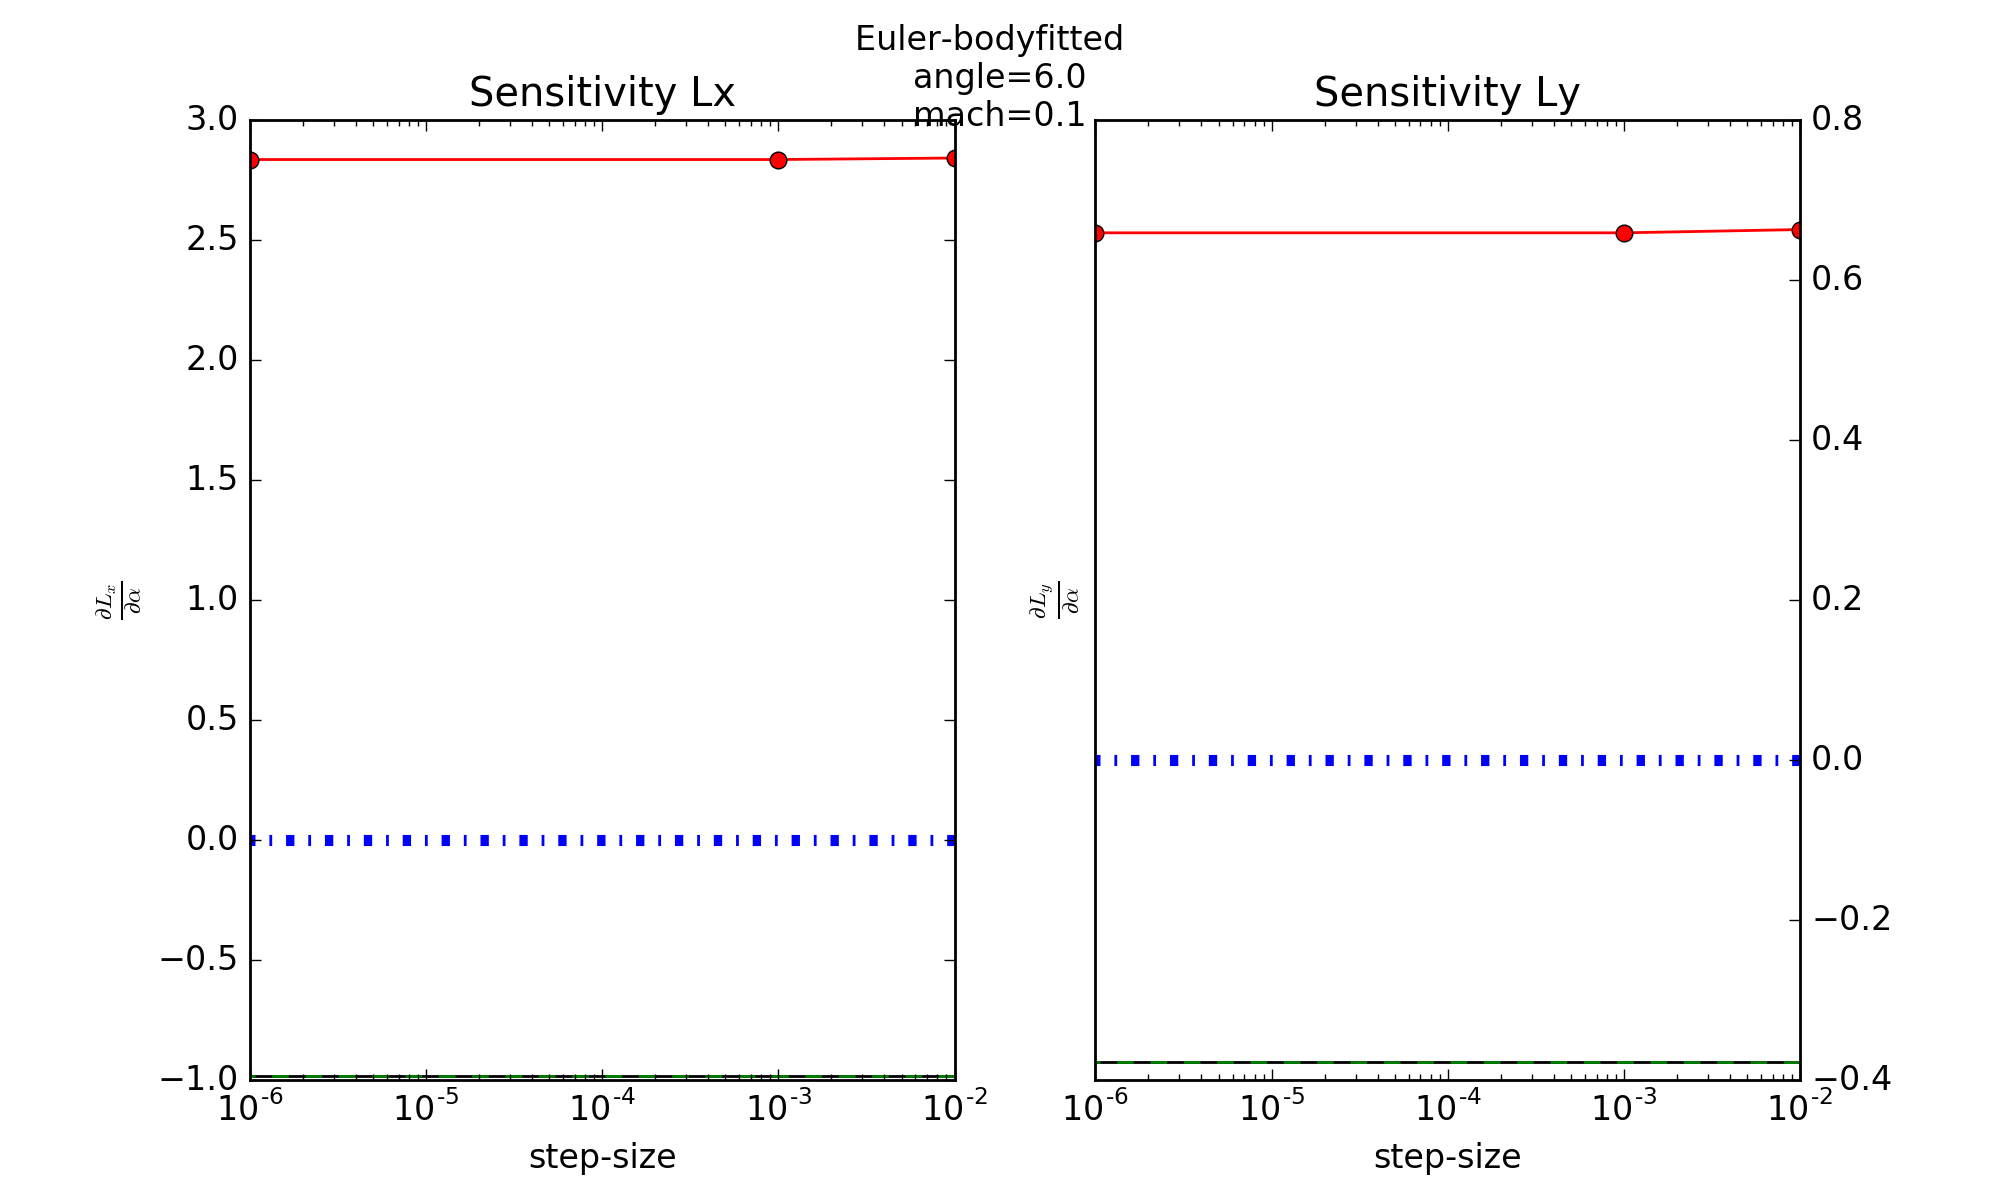 Euler-bodyfitted
angle=6.0
mach=0.1
Sensitivity Lx
3.0
2.5
2.0
1.5
1.0
0.5
0.0
−0.5
−1.0
∂Lₓ/∂α
10^-6 10^-5 10^-4 10^-3 10^-2
step-size
Sensitivity Ly
∂L_y/∂α
0.8
0.6
0.4
0.2
0.0
−0.2
−0.4
10^-6 10^-5 10^-4 10^-3 10^-2
step-size